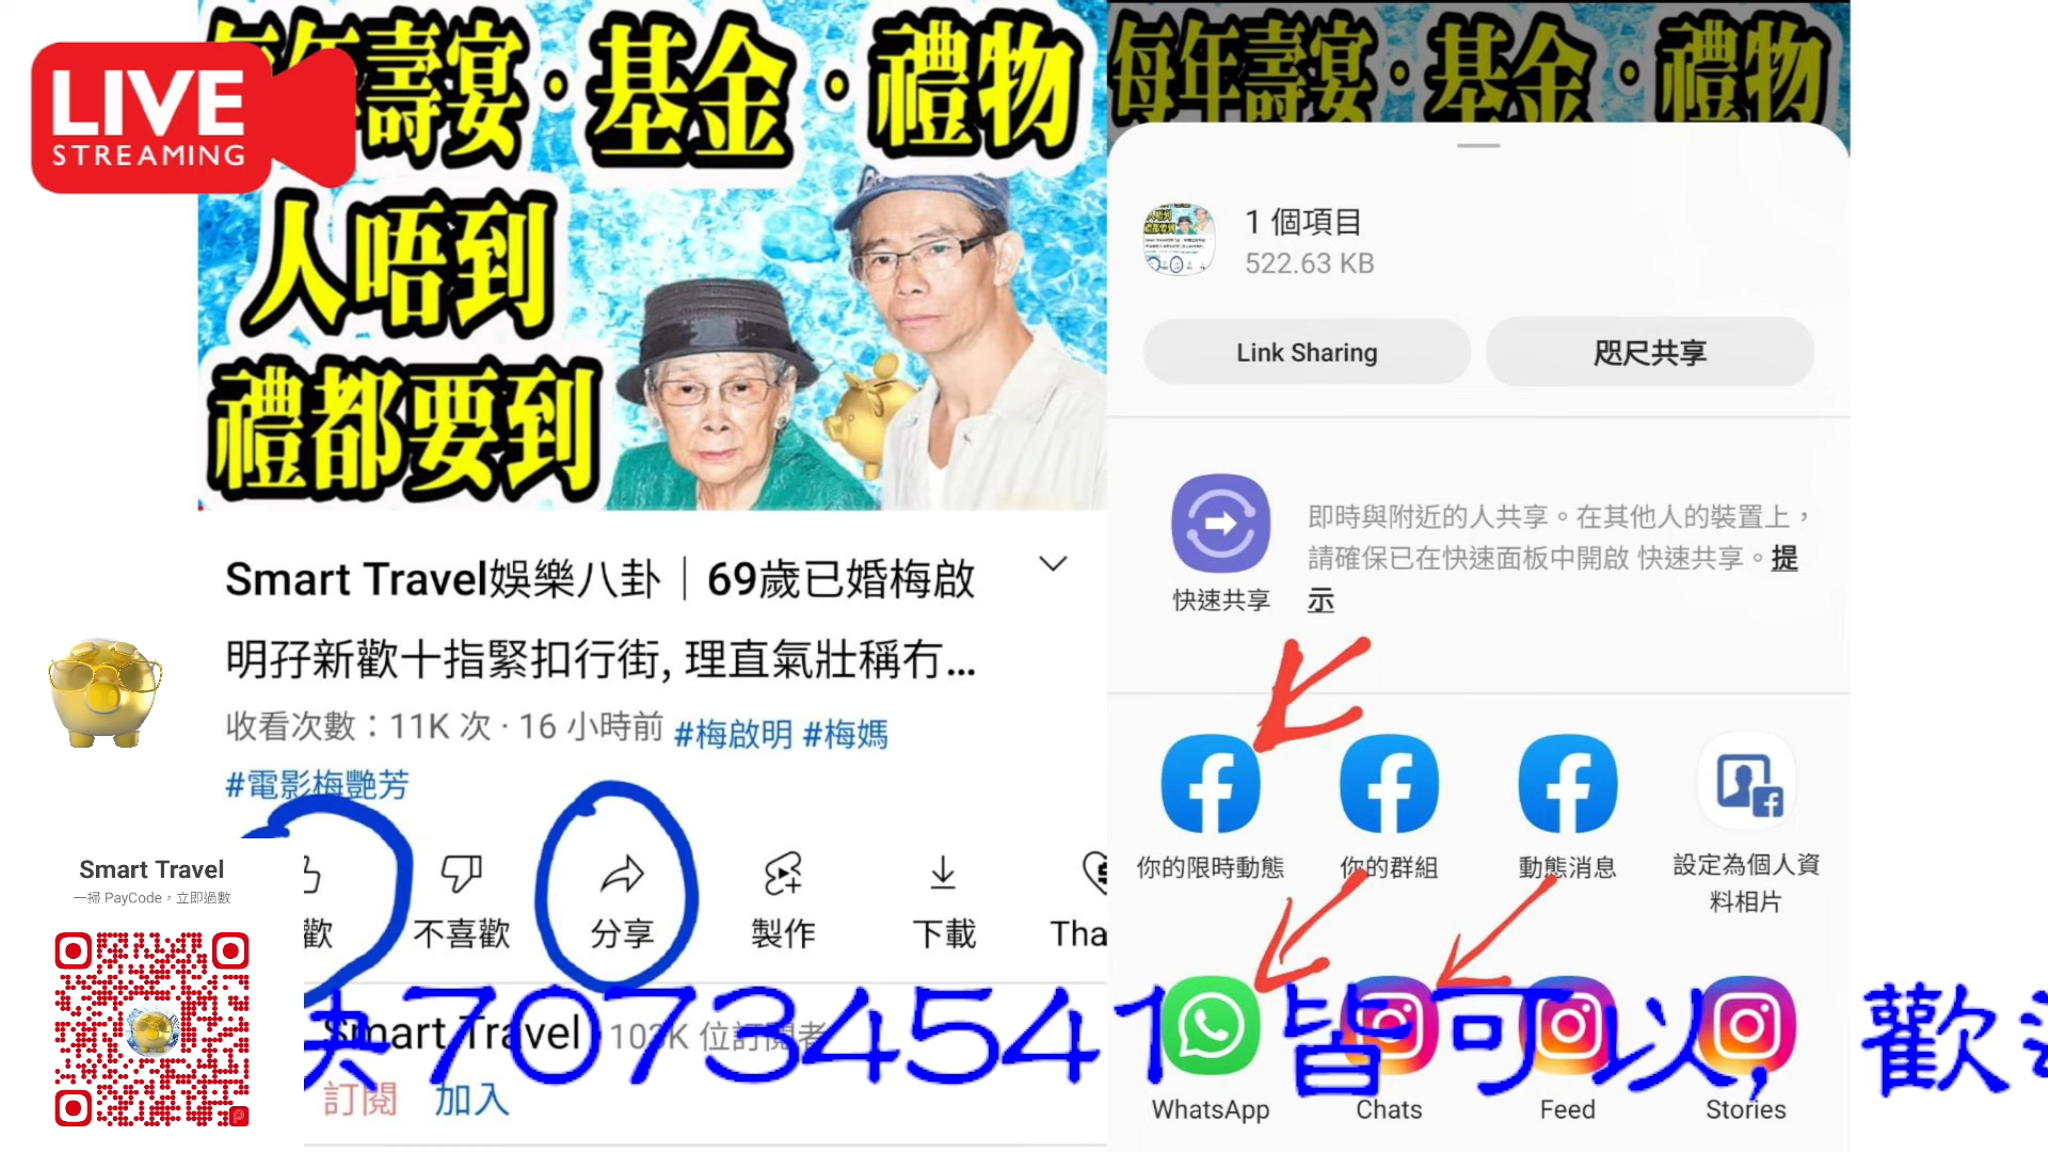 LIVE
STREAMING
每年壽宴·基金·禮物
人唔到
禮都要到
Smart Travel娛樂八卦｜69歲已婚梅啟
明孖新歡十指緊扣行街, 理直氣壯稱冇...
收看次數：11K 次 · 16 小時前 #梅啟明 #梅媽
#電影梅艷芳
歡
不喜歡
分享
製作
下載
Tha
Smart Travel 103K 位訂閱者
訂閱 加入
Smart Travel
一掃 PayCode，立即過數
每年壽宴·基金·禮物
1 個項目
522.63 KB
Link Sharing
咫尺共享
快速共享
即時與附近的人共享。在其他人的裝置上，
請確保已在快速面板中開啟 快速共享。提
示
你的限時動態
你的群組
動態消息
設定為個人資
料相片
WhatsApp
Chats
Feed
Stories
70734541 皆可以, 歡